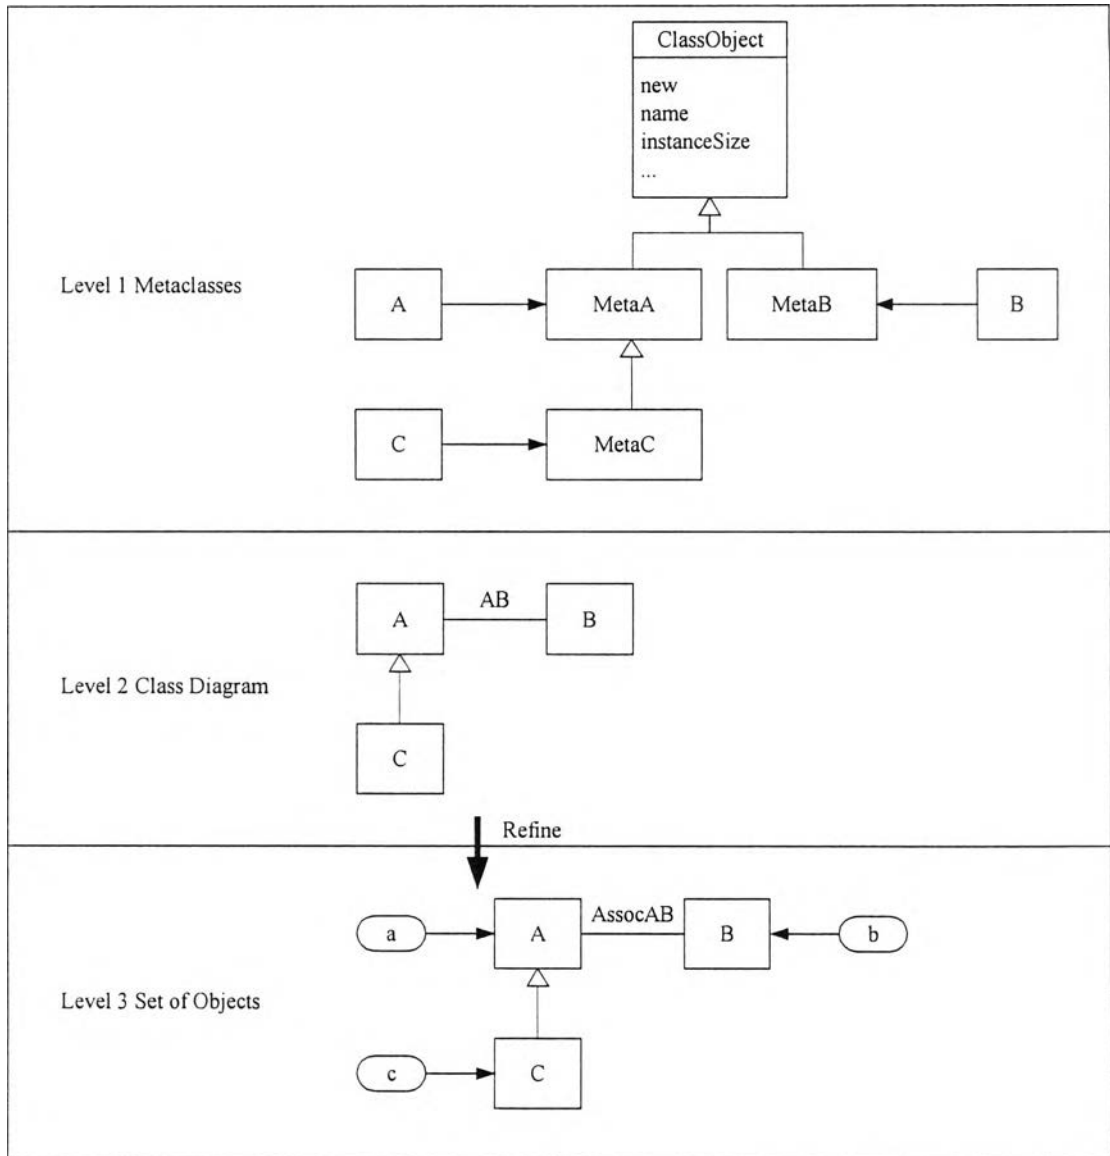 ClassObject
new
name
instanceSize
...
Level 1 Metaclasses
A
MetaA
MetaB
B
C
MetaC
A
AB
B
Level 2 Class Diagram
C
Refine
a
A
AssocAB
B
b
Level 3 Set of Objects
c
C